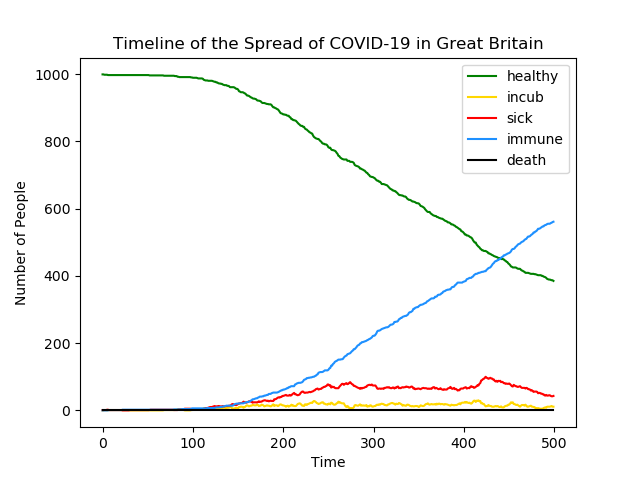 Timeline of the Spread of COVID-19 in Great Britain
healthy
incub
sick
immune
death
Number of People
1000
800
600
400
200
0
0 100 200 300 400 500
Time